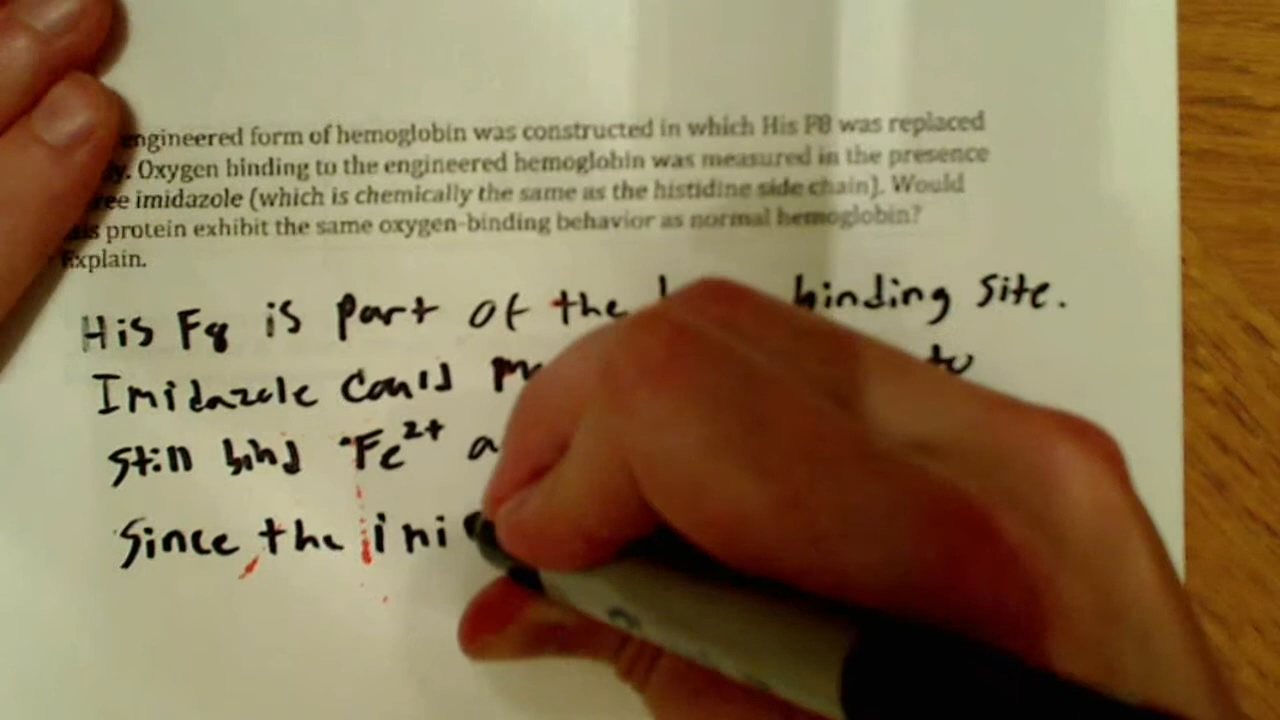 engineered form of hemoglobin was constructed in which His F8 was replaced
Oxygen binding to the engineered hemoglobin was measured in the presence
imidazole (which is chemically the same as the histidine side chain). Would
protein exhibit the same oxygen-binding behavior as normal hemoglobin?
Explain.
His F8 is part of the binding site.
Imidazole could to
still bind Fe2+
Since the